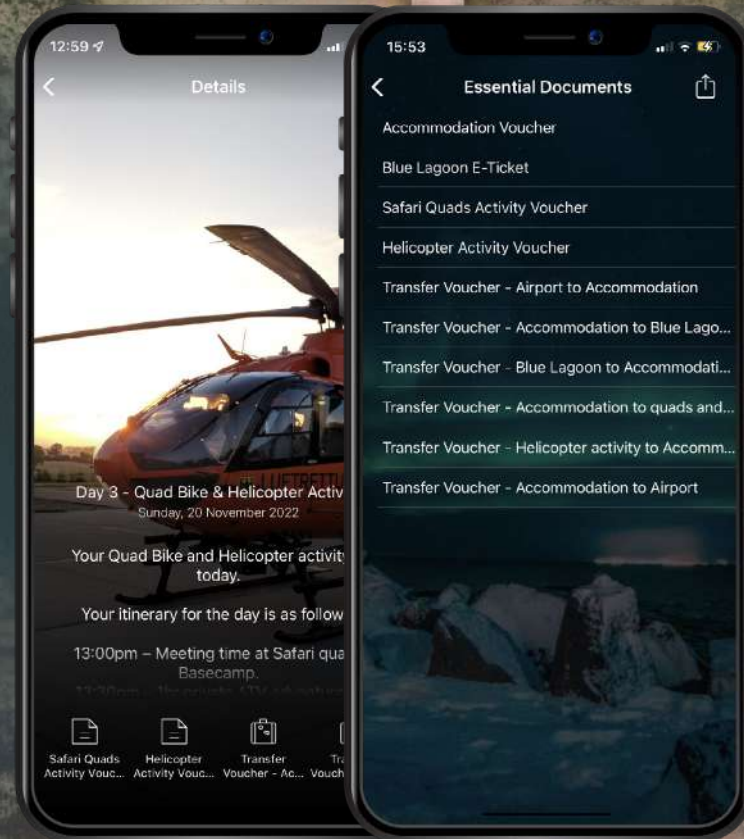 12:59
Details
LUFTRETTU
Day 3 - Quad Bike & Helicopter Activ
Sunday, 20 November 2022
Your Quad Bike and Helicopter activit
today.
Your itinerary for the day is as follow
13:00pm – Meeting time at Safari qua
Basecamp.
Safari Quads
Activity Vouc...
Helicopter
Activity Vouc...
Transfer
Voucher - Ac...
Tra
Vouch
15:53
Essential Documents
Accommodation Voucher
Blue Lagoon E-Ticket
Safari Quads Activity Voucher
Helicopter Activity Voucher
Transfer Voucher - Airport to Accommodation
Transfer Voucher - Accommodation to Blue Lago...
Transfer Voucher - Blue Lagoon to Accommodati...
Transfer Voucher - Accommodation to quads and...
Transfer Voucher - Helicopter activity to Accomm...
Transfer Voucher - Accommodation to Airport